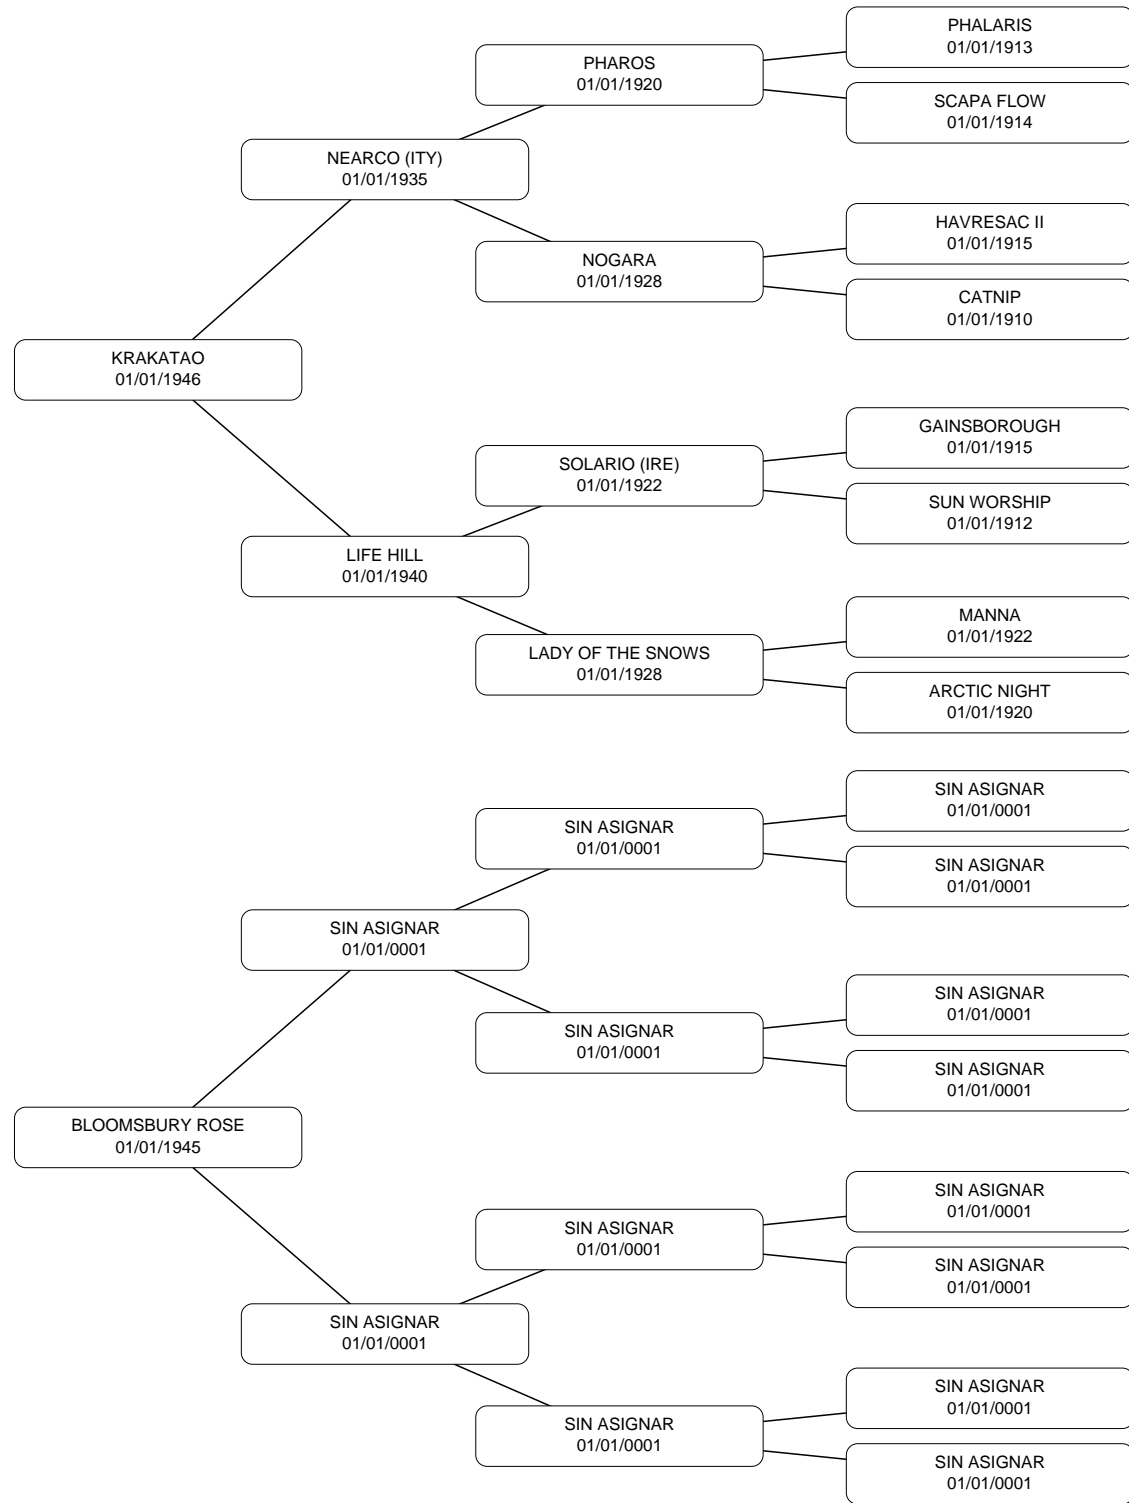 PHALARIS
01/01/1913
PHAROS
01/01/1920
SCAPA FLOW
01/01/1914
NEARCO (ITY)
01/01/1935
HAVRESAC II
01/01/1915
NOGARA
01/01/1928
CATNIP
01/01/1910
KRAKATAO
01/01/1946
GAINSBOROUGH
01/01/1915
SOLARIO (IRE)
01/01/1922
SUN WORSHIP
01/01/1912
LIFE HILL
01/01/1940
MANNA
01/01/1922
LADY OF THE SNOWS
01/01/1928
ARCTIC NIGHT
01/01/1920
SIN ASIGNAR
01/01/0001
SIN ASIGNAR
01/01/0001
SIN ASIGNAR
01/01/0001
SIN ASIGNAR
01/01/0001
SIN ASIGNAR
01/01/0001
SIN ASIGNAR
01/01/0001
SIN ASIGNAR
01/01/0001
BLOOMSBURY ROSE
01/01/1945
SIN ASIGNAR
01/01/0001
SIN ASIGNAR
01/01/0001
SIN ASIGNAR
01/01/0001
SIN ASIGNAR
01/01/0001
SIN ASIGNAR
01/01/0001
SIN ASIGNAR
01/01/0001
SIN ASIGNAR
01/01/0001